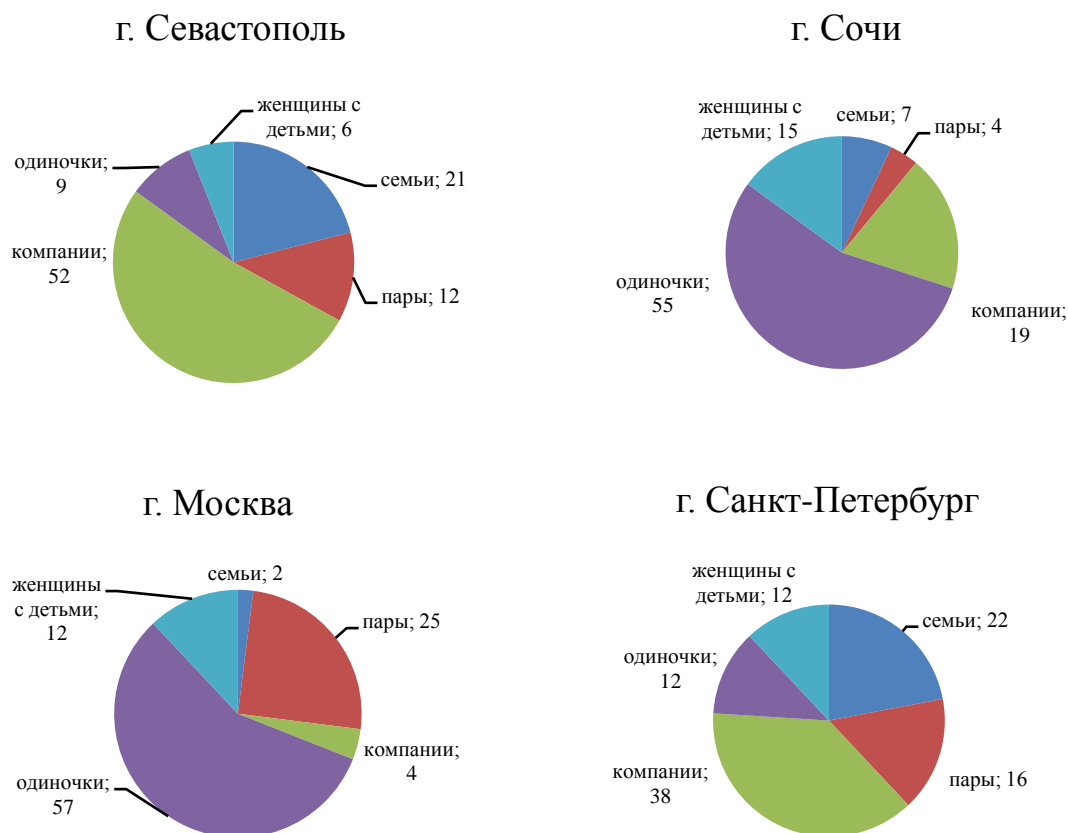 г. Севастополь
женщины с
детьми; 6
одиночки;
9
семьи; 21
компании;
52
пары; 12
г. Сочи
женщины с
детьми; 15
семьи; 7
пары; 4
одиночки;
55
компании;
19
г. Москва
женщины
с детьми;
12
семьи; 2
пары; 25
компании;
4
одиночки;
57
г. Санкт-Петербург
женщины с
детьми; 12
семьи; 22
одиночки;
12
компании;
38
пары; 16